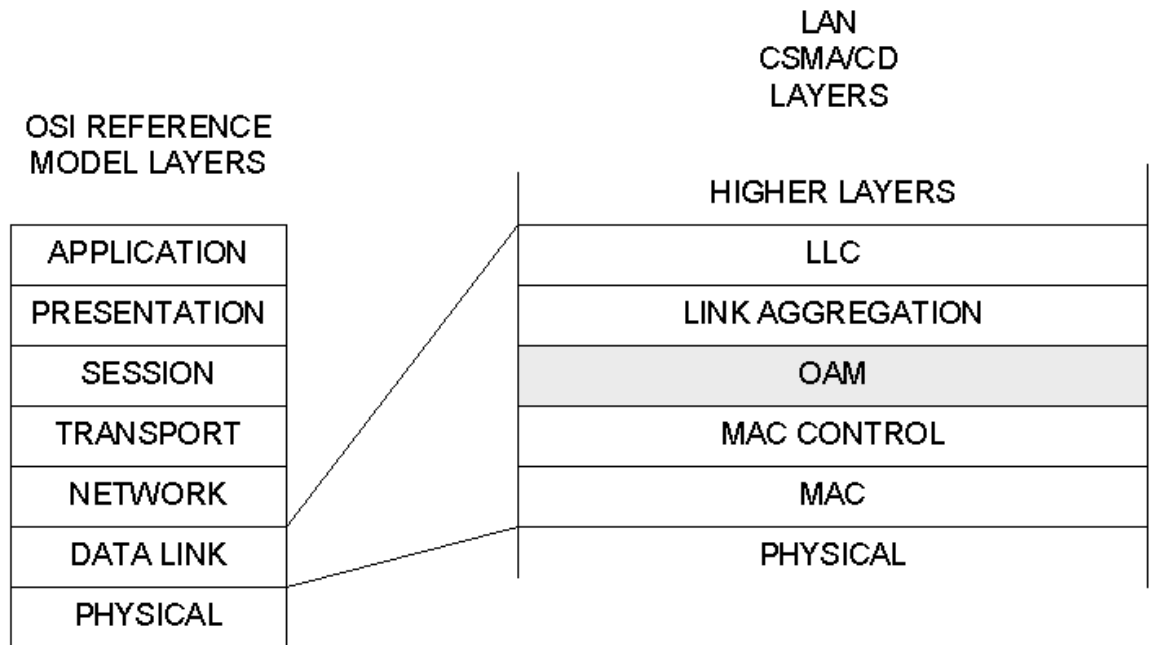 LAN
CSMA/CD
LAYERS
OSI REFERENCE
MODEL LAYERS
APPLICATION
PRESENTATION
SESSION
TRANSPORT
NETWORK
DATA LINK
PHYSICAL
HIGHER LAYERS
LLC
LINK AGGREGATION
OAM
MAC CONTROL
MAC
PHYSICAL